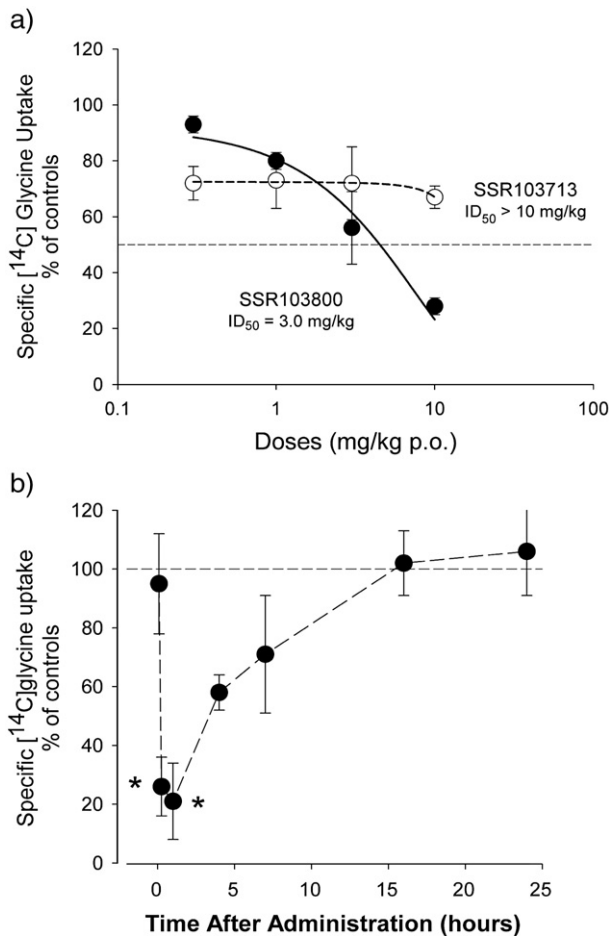 a)
Specific [¹⁴C] Glycine Uptake
% of controls
120
100
80
60
40
20
0
SSR103713
ID₅₀ > 10 mg/kg
SSR103800
ID₅₀ = 3.0 mg/kg
0.1
1
10
100
Doses (mg/kg p.o.)
b)
Specific [¹⁴C]glycine uptake
% of controls
120
100
80
60
40
20
0
*
*
0
5
10
15
20
25
Time After Administration (hours)